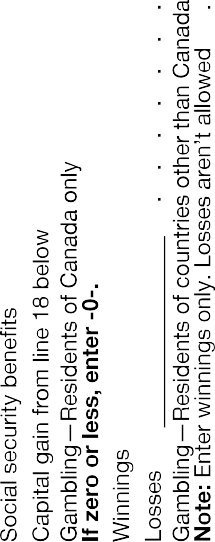 Social security benefits
Capital gain from line 18 below
Gambling—Residents of Canada only
If zero or less, enter -0-.
Winnings
Losses
Gambling—Residents of countries other than Canada
Note: Enter winnings only. Losses aren't allowed .